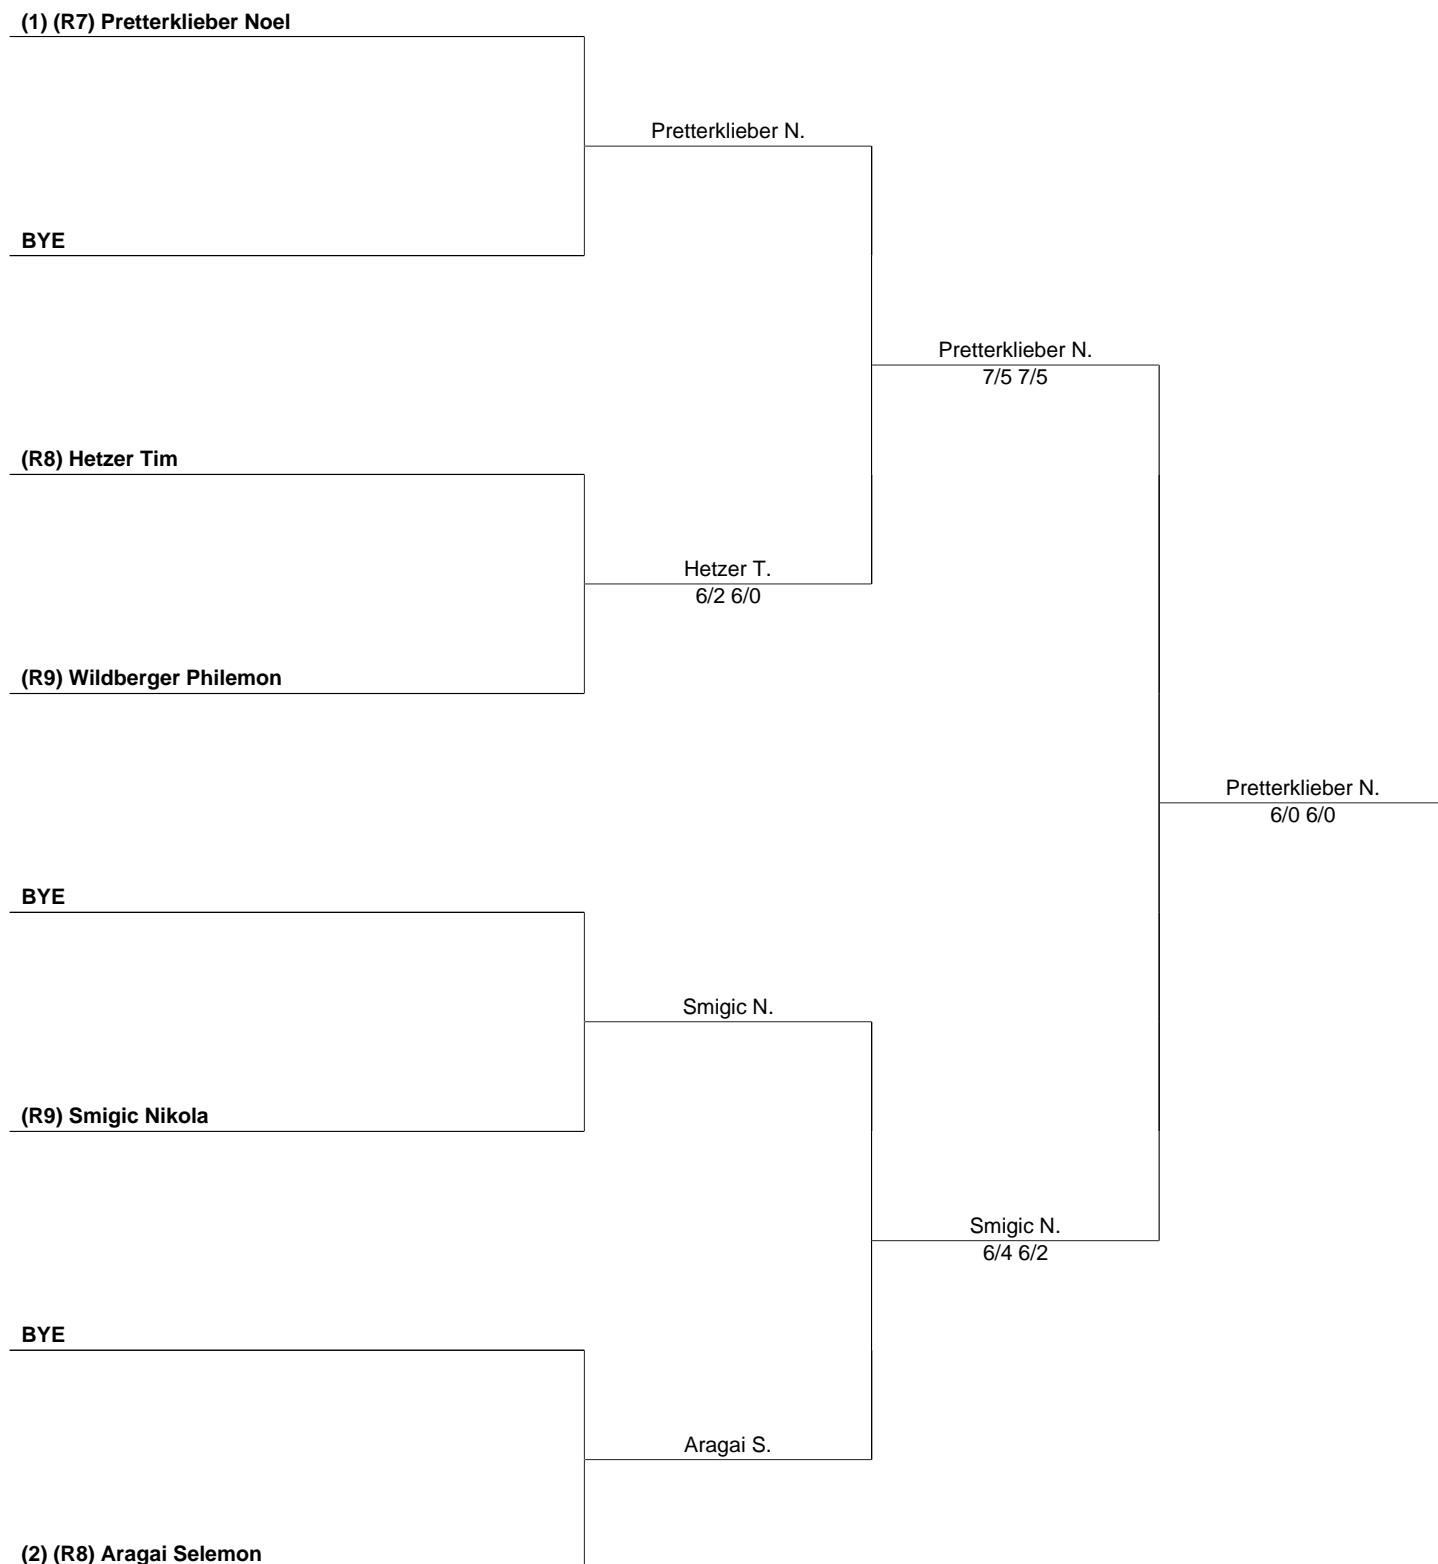 (1) (R7) Pretterklieber Noel
Pretterklieber N.
BYE
Pretterklieber N.
7/5 7/5
(R8) Hetzer Tim
Hetzer T.
6/2 6/0
(R9) Wildberger Philemon
Pretterklieber N.
6/0 6/0
BYE
Smigic N.
(R9) Smigic Nikola
Smigic N.
6/4 6/2
BYE
Aragai S.
(2) (R8) Aragai Selemon